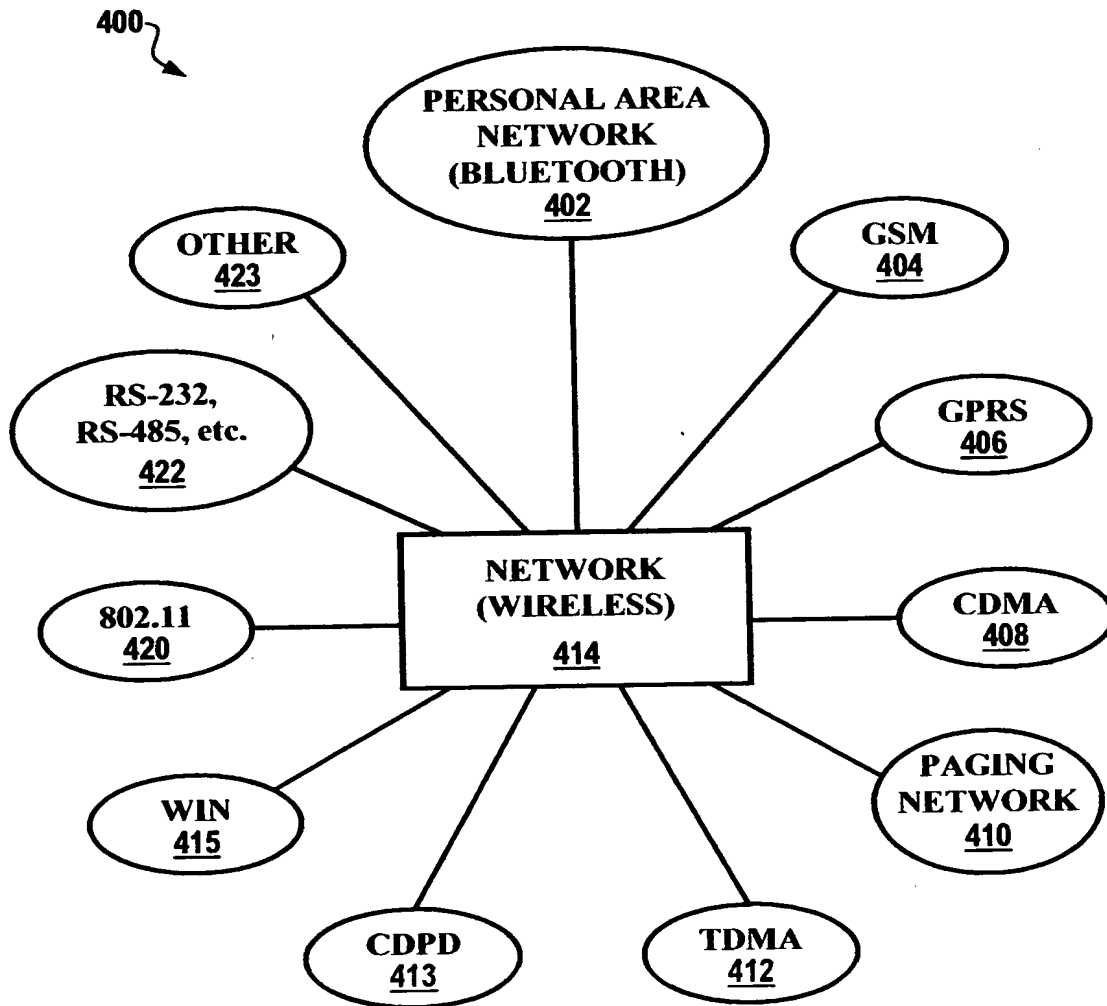 400
PERSONAL AREA
NETWORK
(BLUETOOTH)
402
GSM
404
OTHER
423
RS-232,
RS-485, etc.
422
GPRS
406
NETWORK
(WIRELESS)
414
802.11
420
CDMA
408
WIN
415
PAGING
NETWORK
410
CDPD
413
TDMA
412